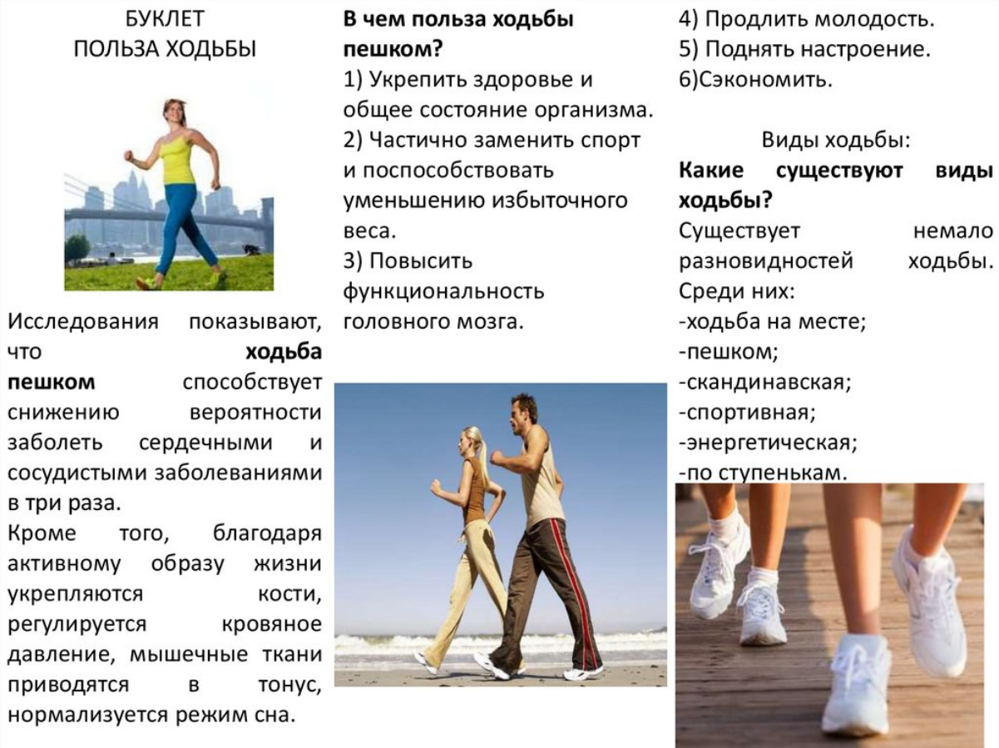 БУКЛЕТ
ПОЛЬЗА ХОДЬБЫ
Исследования показывают,
что ходьба
пешком способствует
снижению вероятности
заболеть сердечными и
сосудистыми заболеваниями
в три раза.
Кроме того, благодаря
активному образу жизни
укрепляются кости,
регулируется кровяное
давление, мышечные ткани
приводятся в тонус,
нормализуется режим сна.
В чем польза ходьбы
пешком?
1) Укрепить здоровье и
общее состояние организма.
2) Частично заменить спорт
и поспособствовать
уменьшению избыточного
веса.
3) Повысить
функциональность
головного мозга.
4) Продлить молодость.
5) Поднять настроение.
6)Сэкономить.
Виды ходьбы:
Какие существуют виды
ходьбы?
Существует немало
разновидностей ходьбы.
Среди них:
-ходьба на месте;
-пешком;
-скандинавская;
-спортивная;
-энергетическая;
-по ступенькам.